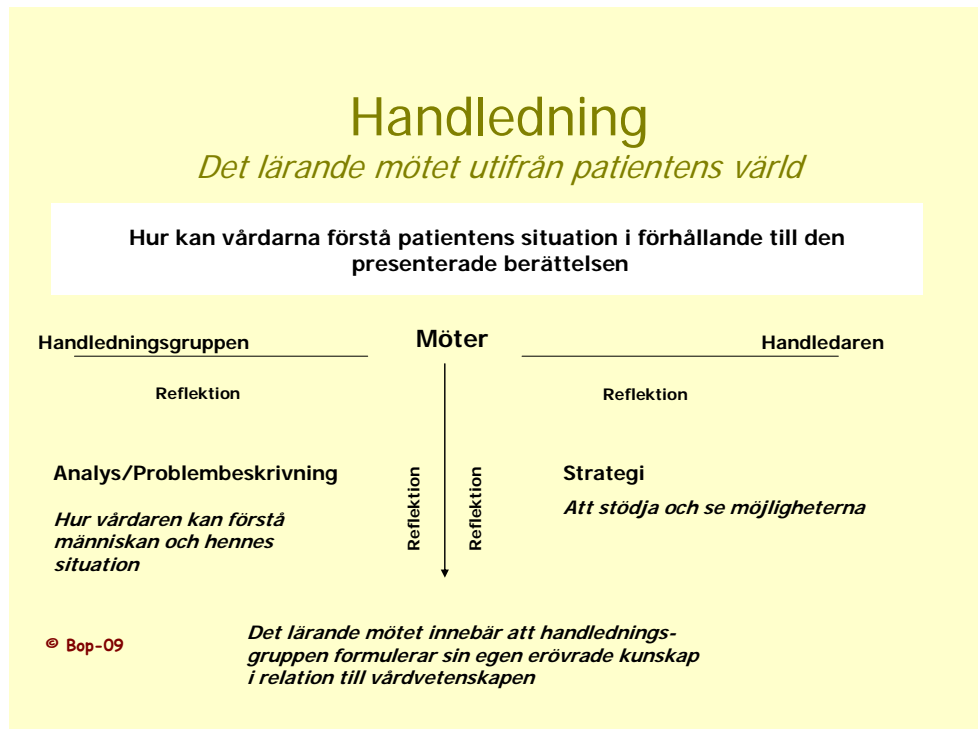 Handledning
Det lärande mötet utifrån patientens värld
Hur kan vårdarna förstå patientens situation i förhållande till den
presenterade berättelsen
Handledningsgruppen
Möter
Handledaren
Reflektion
Reflektion
Analys/Problembeskrivning
Hur vårdaren kan förstå
människan och hennes
situation
Reflektion
Reflektion
Strategi
Att stödja och se möjligheterna
© Bop-09
Det lärande mötet innebär att handlednings-
gruppen formulerar sin egen erövrade kunskap
i relation till vårdvetenskapen